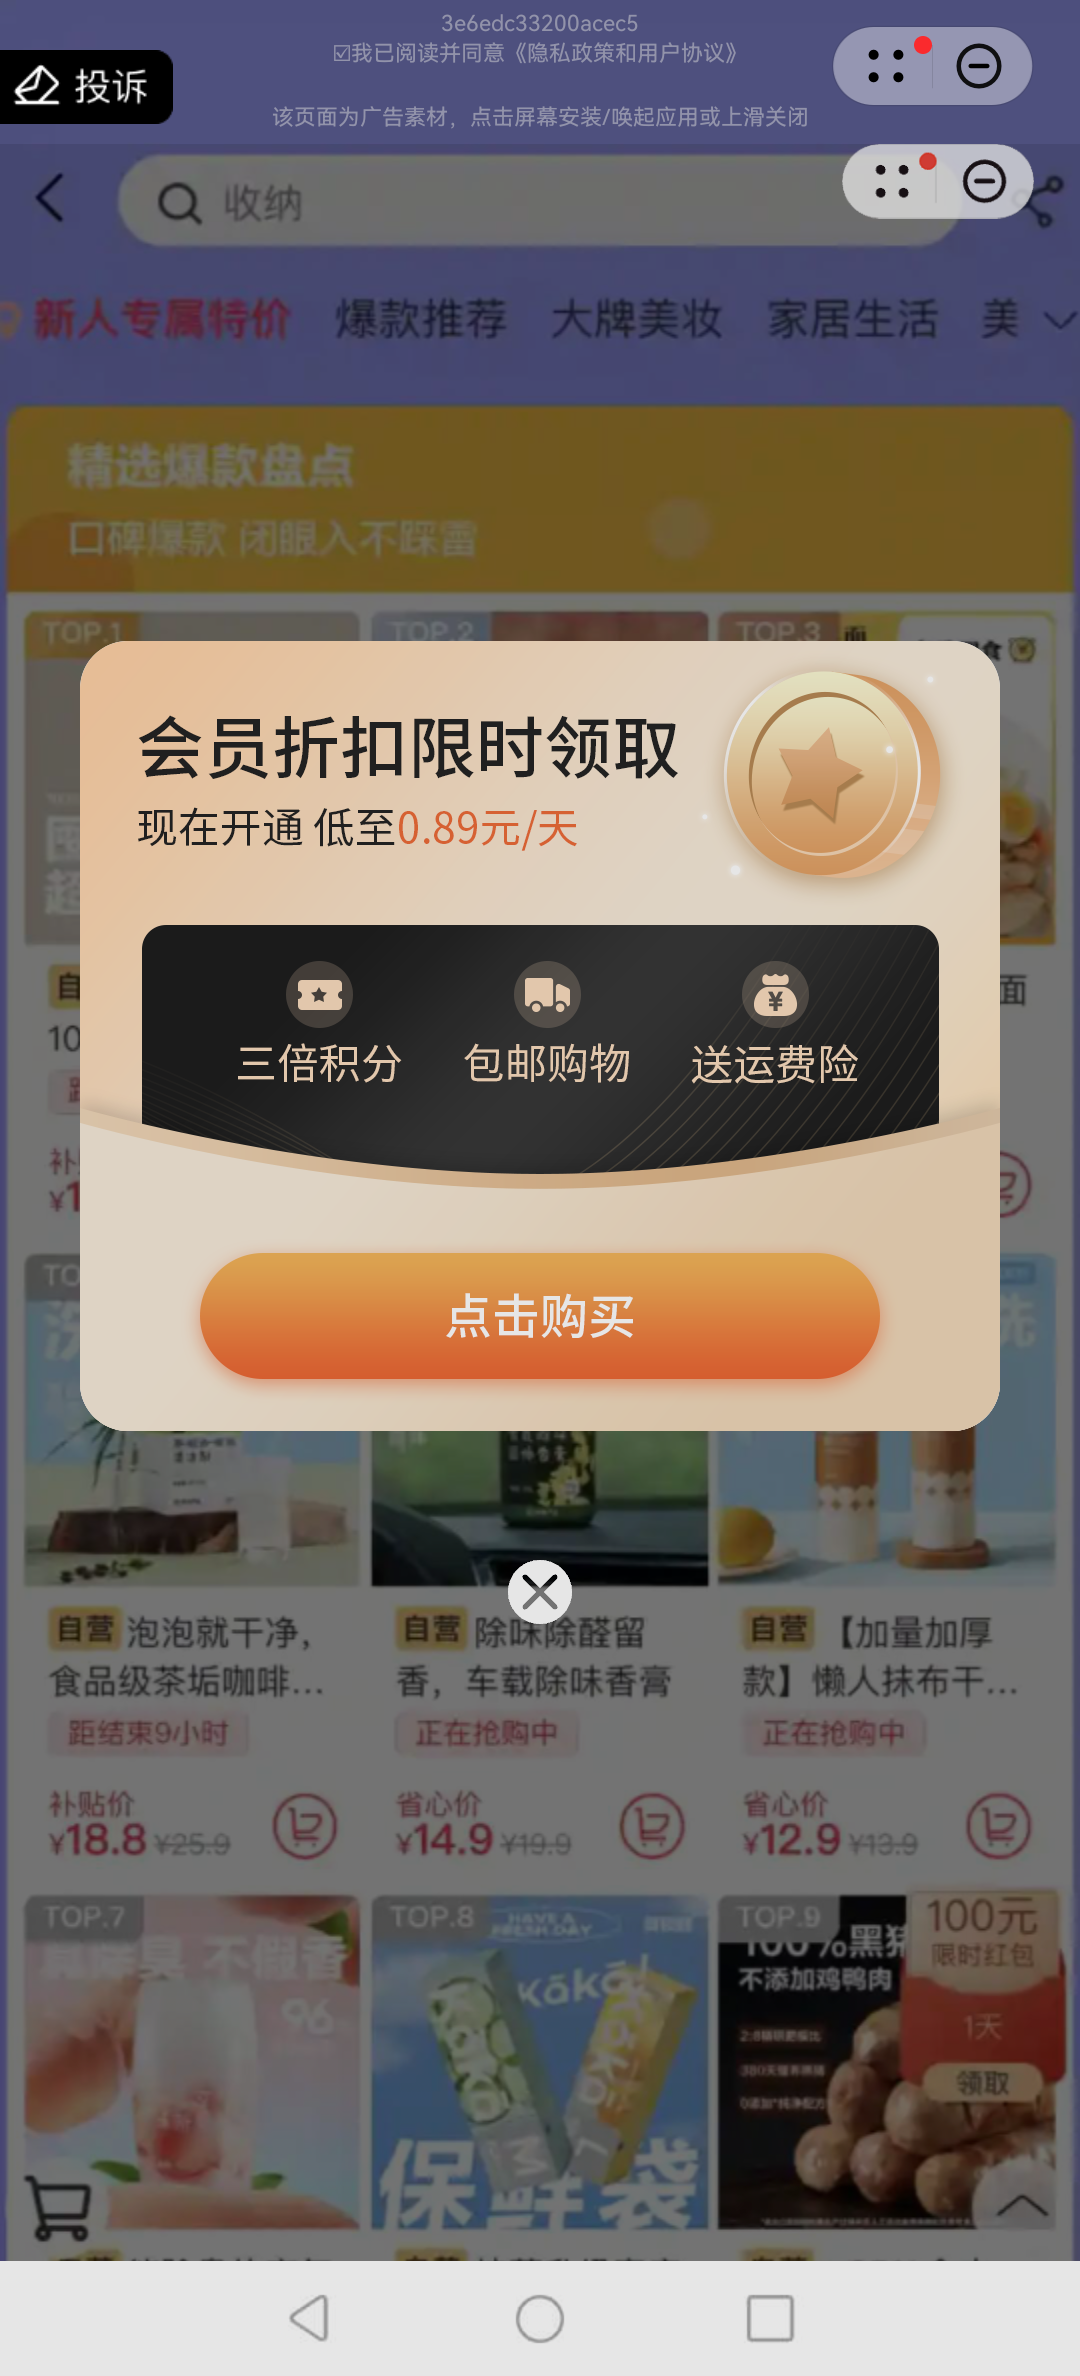 3e6edc33200acec5
☑我已阅读并同意《隐私政策和用户协议》
投诉
该页面为广告素材，点击屏幕安装/唤起应用或上滑关闭
收纳
新人专属特价 爆款推荐 大牌美妆 家居生活 美
精选爆款盘点
口碑爆款 闭眼入不踩雷
TOP.1 TOP.2 TOP.3
会员折扣限时领取
现在开通 低至0.89元/天
三倍积分 包邮购物 送运费险
点击购买
自营 泡泡就干净，
食品级茶垢咖啡...
距结束9小时
补贴价
¥18.8 ¥25.9
自营 除味除醛留
香，车载除味香膏
正在抢购中
省心价
¥14.9 ¥19.9
自营 【加量加厚
款】懒人抹布干...
正在抢购中
省心价
¥12.9 ¥13.9
TOP.7
不假香
96
TOP.8
HAVE A
FRESH DAY
Kākā!
保鲜袋
TOP.9
100%黑猪
不添加鸡鸭肉
100元
限时红包
1天
领取